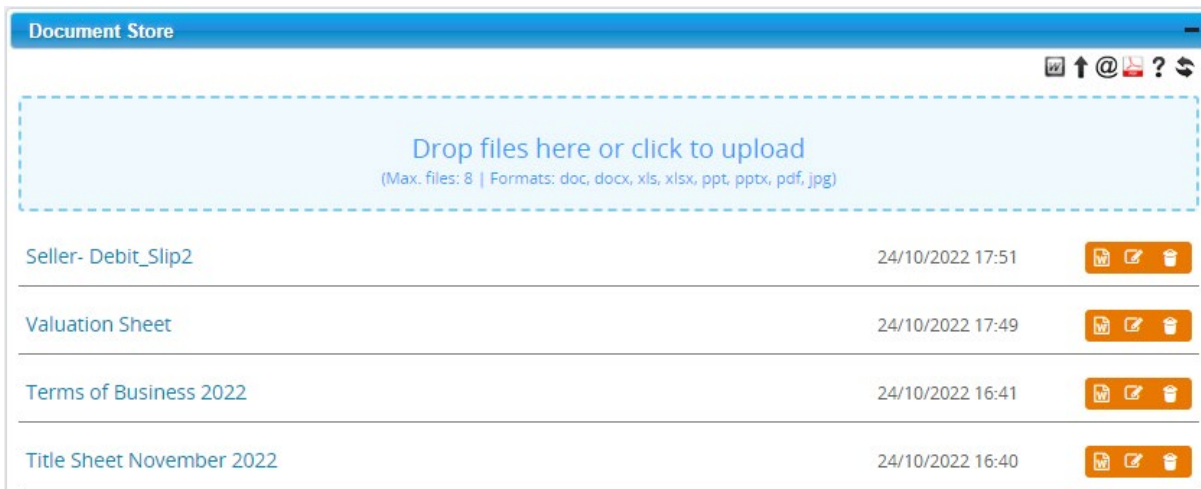 Document Store
@ ?
Drop files here or click to upload
(Max. files: 8 | Formats: doc, docx, xls, xlsx, ppt, pptx, pdf, jpg)
Seller- Debit_Slip2 24/10/2022 17:51
Valuation Sheet 24/10/2022 17:49
Terms of Business 2022 24/10/2022 16:41
Title Sheet November 2022 24/10/2022 16:40